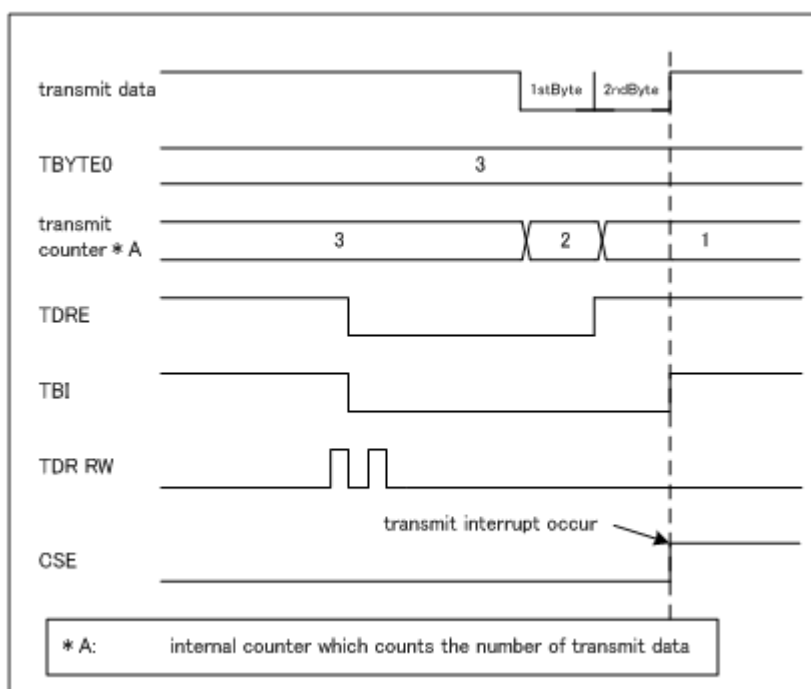 transmit data
1stByte 2ndByte
TBYTE0
3
transmit
counter * A
3 2 1
TDRE
TBI
TDR RW
transmit interrupt occur
CSE
* A: internal counter which counts the number of transmit data